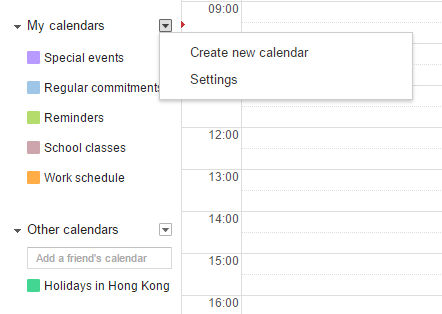 09:00
My calendars
Create new calendar
Settings
Special events
Regular commitments
Reminders
12:00
School classes
13:00
Work schedule
14:00
Other calendars
Add a friend's calendar
15:00
Holidays in Hong Kong
16:00